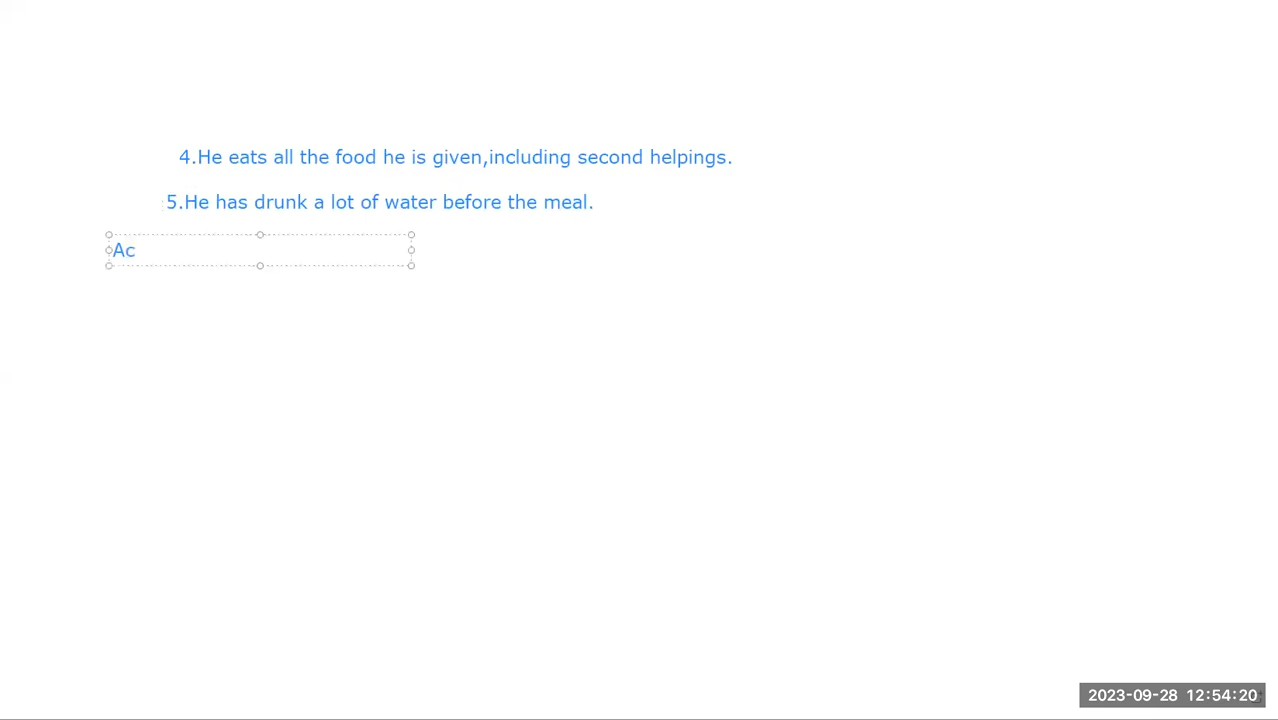 4.He eats all the food he is given,including second helpings.
5.He has drunk a lot of water before the meal.
Ac
2023-09-28 12:54:20